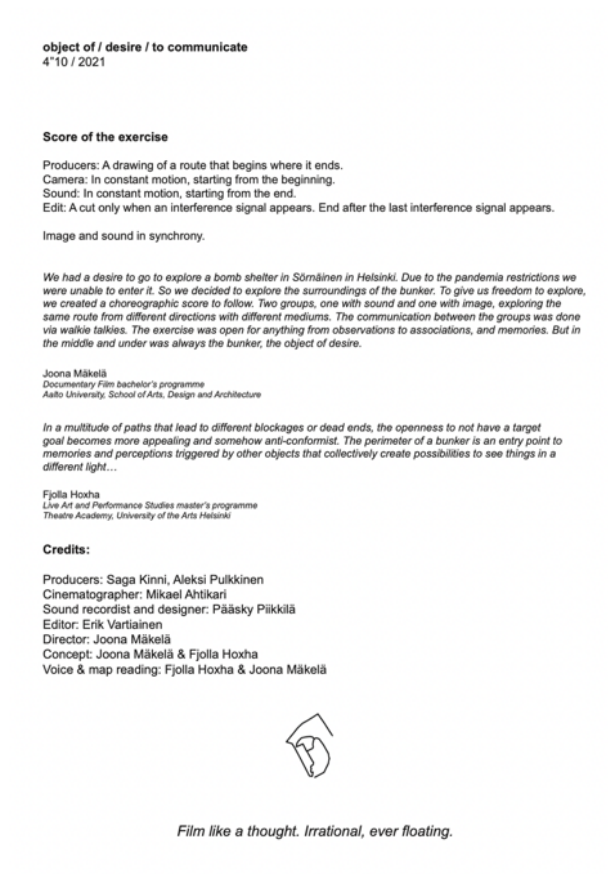 object of / desire / to communicate
4"10 / 2021
Score of the exercise
Producers: A drawing of a route that begins where it ends.
Camera: In constant motion, starting from the beginning.
Sound: In constant motion, starting from the end.
Edit: A cut only when an interference signal appears. End after the last interference signal appears.
Image and sound in synchrony.
We had a desire to go to explore a bomb shelter in Sörnäinen in Helsinki. Due to the pandemia restrictions we
were unable to enter it. So we decided to explore the surroundings of the bunker. To give us freedom to explore,
we created a choreographic score to follow. Two groups, one with sound and one with image, exploring the
same route from different directions with different mediums. The communication between the groups was done
via walkie talkies. The exercise was open for anything from observations to associations, and memories. But in
the middle and under was always the bunker, the object of desire.
Joona Mäkelä
Documentary Film bachelor's programme
Aalto University, School of Arts, Design and Architecture
In a multitude of paths that lead to different blockages or dead ends, the openness to not have a target
goal becomes more appealing and somehow anti-conformist. The perimeter of a bunker is an entry point to
memories and perceptions triggered by other objects that collectively create possibilities to see things in a
different light…
Fjolla Hoxha
Live Art and Performance Studies master's programme
Theatre Academy, University of the Arts Helsinki
Credits:
Producers: Saga Kinni, Aleksi Pulkkinen
Cinematographer: Mikael Ahtikari
Sound recordist and designer: Pääsky Piikkilä
Editor: Erik Vartiainen
Director: Joona Mäkelä
Concept: Joona Mäkelä & Fjolla Hoxha
Voice & map reading: Fjolla Hoxha & Joona Mäkelä
Film like a thought. Irrational, ever floating.